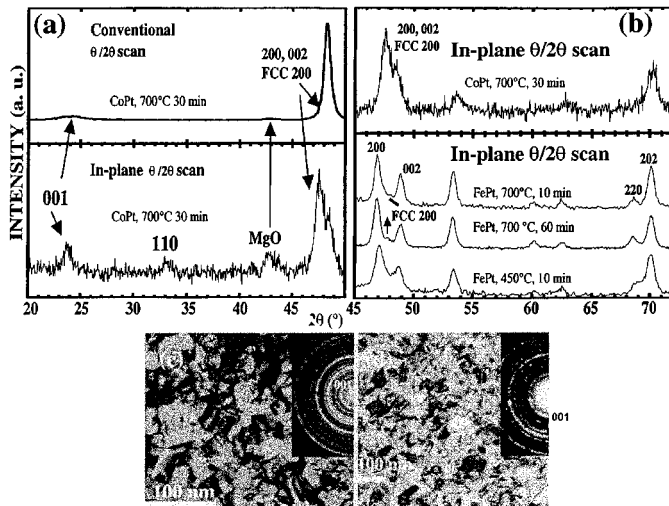 (a)
Conventional
θ/2θ scan
200, 002
FCC 200
CoPt, 700°C 30 min
In-plane θ/2θ scan
001
CoPt, 700°C 30 min
110
MgO
INTENSITY (a. u.)
20 25 30 35 40 45
2θ (°)
(b)
200, 002
FCC 200
In-plane θ/2θ scan
CoPt, 700°C, 30 min
In-plane θ/2θ scan
200
002
202
220
FePt, 700°C, 10 min
FCC 200
FePt, 700 °C, 60 min
FePt, 450°C, 10 min
45 50 55 60 65 70
001
100 nm
001
100 n